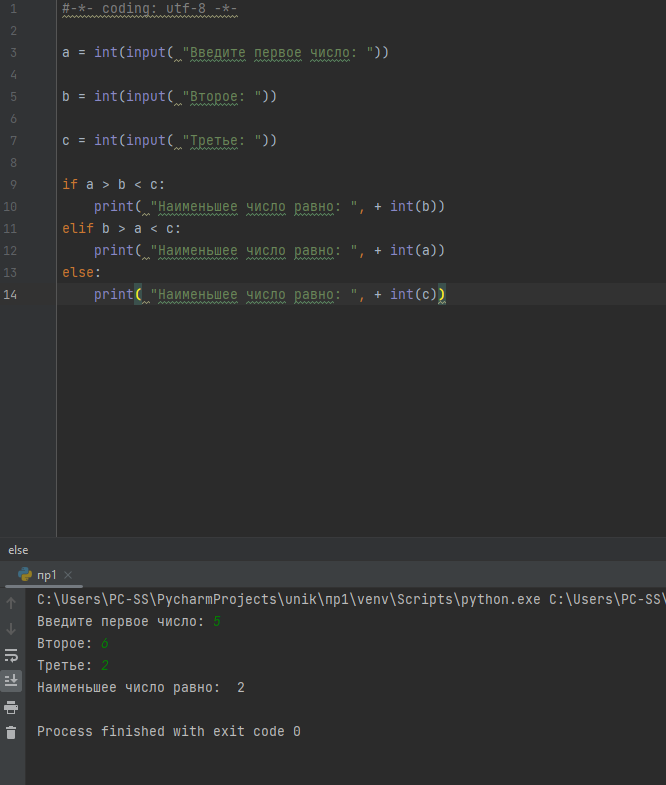 1 #-*- coding: utf-8 -*-
2
3 a = int(input( "Введите первое число: "))
4
5 b = int(input( "Второе: "))
6
7 c = int(input( "Третье: "))
8
9 if a > b < c:
10 print( "Наименьшее число равно: ", + int(b))
11 elif b > a < c:
12 print( "Наименьшее число равно: ", + int(a))
13 else:
14 print( "Наименьшее число равно: ", + int(c))
else
пр1
C:\Users\PC-SS\PycharmProjects\unik\пр1\venv\Scripts\python.exe C:\Users\PC-SS\
Введите первое число: 5
Второе: 6
Третье: 2
Наименьшее число равно:  2
Process finished with exit code 0